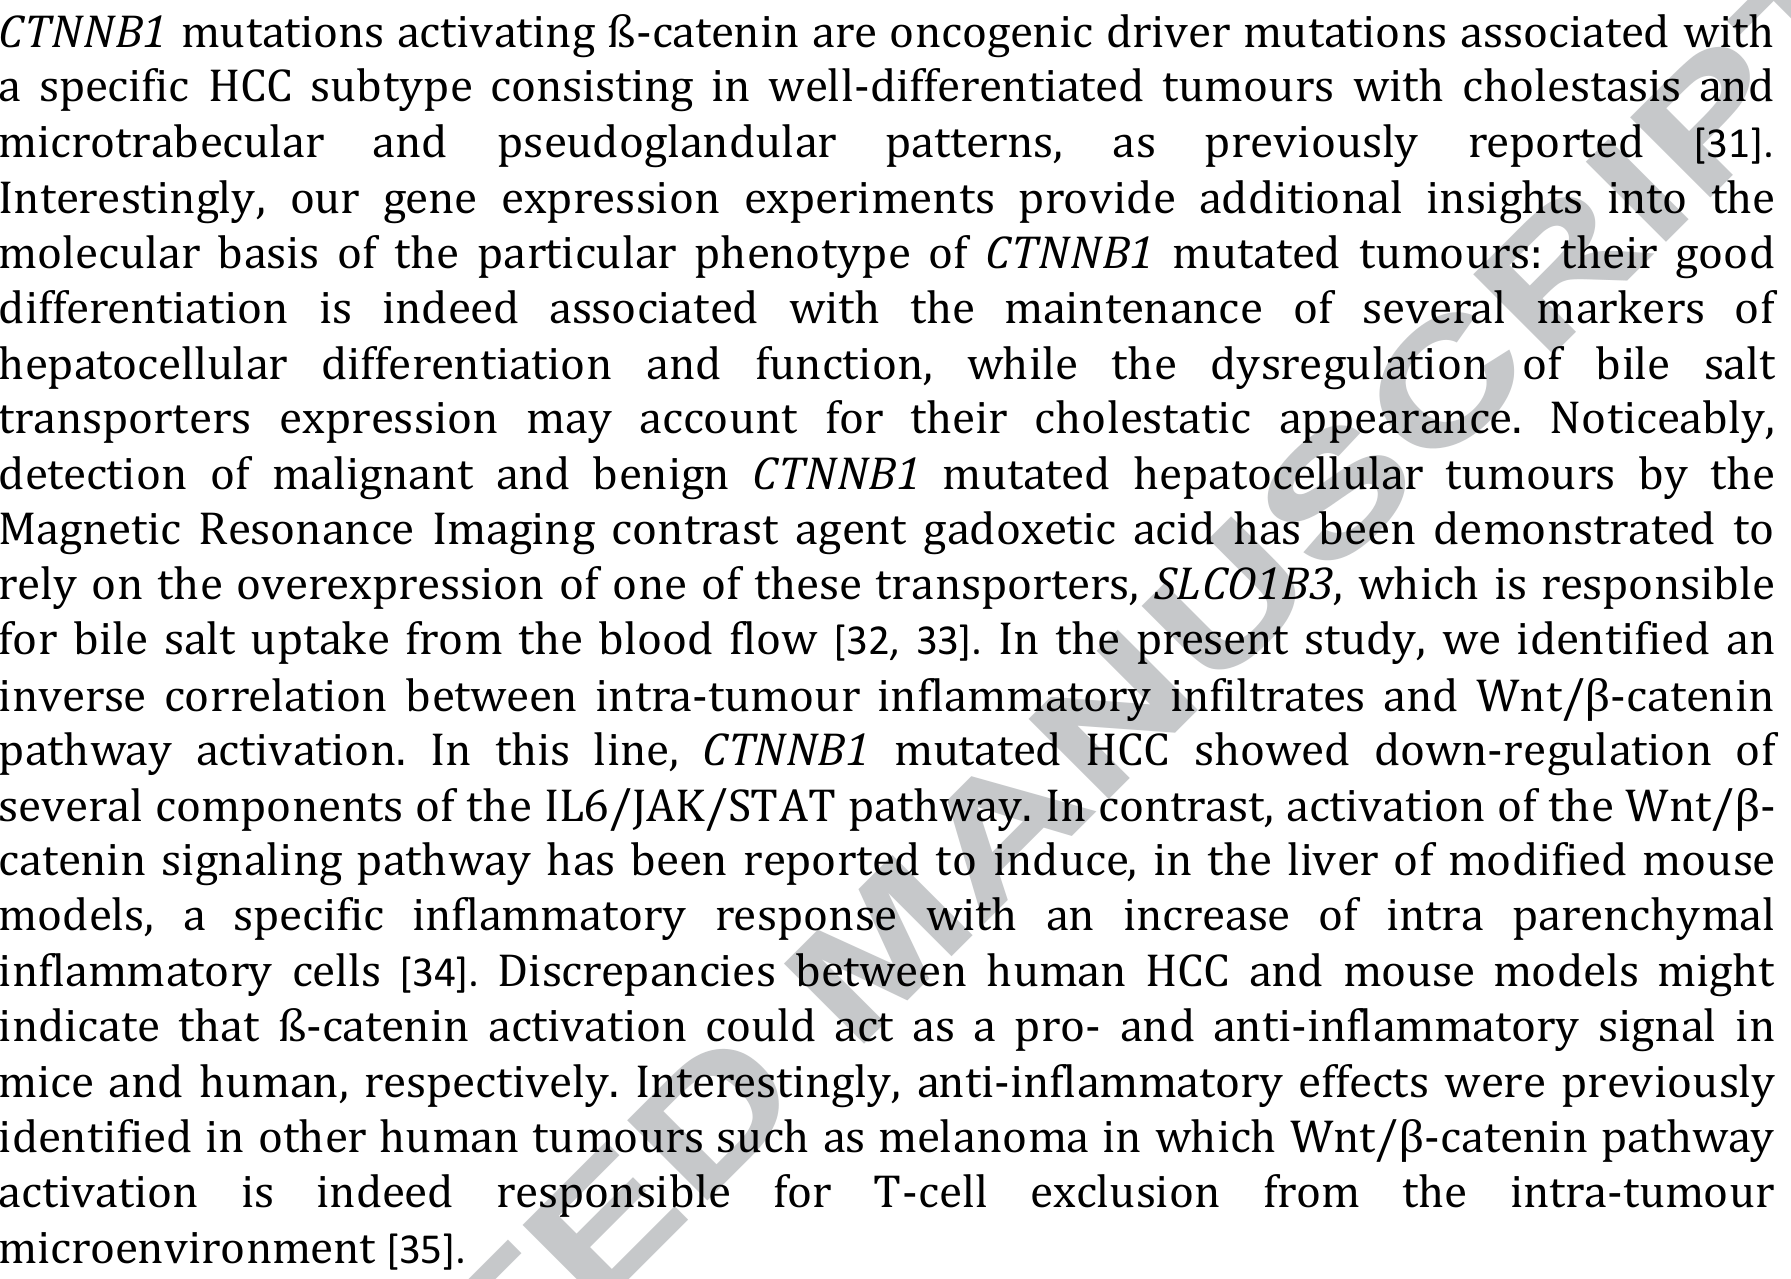 CTNNB1 mutations activating ß-catenin are oncogenic driver mutations associated with
a specific HCC subtype consisting in well-differentiated tumours with cholestasis and
microtrabecular and pseudoglandular patterns, as previously reported [31].
Interestingly, our gene expression experiments provide additional insights into the
molecular basis of the particular phenotype of CTNNB1 mutated tumours: their good
differentiation is indeed associated with the maintenance of several markers of
hepatocellular differentiation and function, while the dysregulation of bile salt
transporters expression may account for their cholestatic appearance. Noticeably,
detection of malignant and benign CTNNB1 mutated hepatocellular tumours by the
Magnetic Resonance Imaging contrast agent gadoxetic acid has been demonstrated to
rely on the overexpression of one of these transporters, SLCO1B3, which is responsible
for bile salt uptake from the blood flow [32, 33]. In the present study, we identified an
inverse correlation between intra-tumour inflammatory infiltrates and Wnt/β-catenin
pathway activation. In this line, CTNNB1 mutated HCC showed down-regulation of
several components of the IL6/JAK/STAT pathway. In contrast, activation of the Wnt/β-
catenin signaling pathway has been reported to induce, in the liver of modified mouse
models, a specific inflammatory response with an increase of intra parenchymal
inflammatory cells [34]. Discrepancies between human HCC and mouse models might
indicate that ß-catenin activation could act as a pro- and anti-inflammatory signal in
mice and human, respectively. Interestingly, anti-inflammatory effects were previously
identified in other human tumours such as melanoma in which Wnt/β-catenin pathway
activation is indeed responsible for T-cell exclusion from the intra-tumour
microenvironment [35].
TED MANUSCRIPT